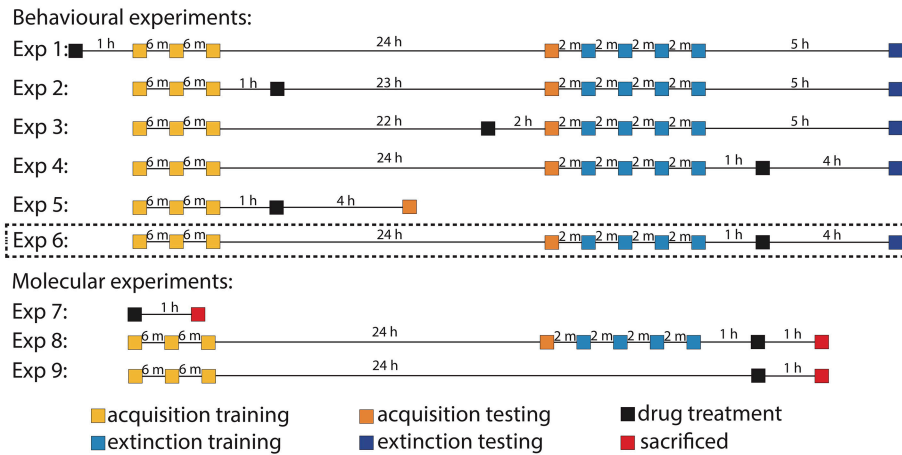 Behavioural experiments:
Exp 1: 1 h 6 m 6 m 24 h 2 m 2 m 2 m 2 m 5 h
Exp 2: 6 m 6 m 1 h 23 h 2 m 2 m 2 m 2 m 5 h
Exp 3: 6 m 6 m 22 h 2 h 2 m 2 m 2 m 2 m 5 h
Exp 4: 6 m 6 m 24 h 2 m 2 m 2 m 2 m 1 h 4 h
Exp 5: 6 m 6 m 1 h 4 h
Exp 6: 6 m 6 m 24 h 2 m 2 m 2 m 2 m 1 h 4 h
Molecular experiments:
Exp 7: 1 h
Exp 8: 6 m 6 m 24 h 2 m 2 m 2 m 2 m 1 h 1 h
Exp 9: 6 m 6 m 24 h 1 h
acquisition training acquisition testing drug treatment
extinction training extinction testing sacrificed